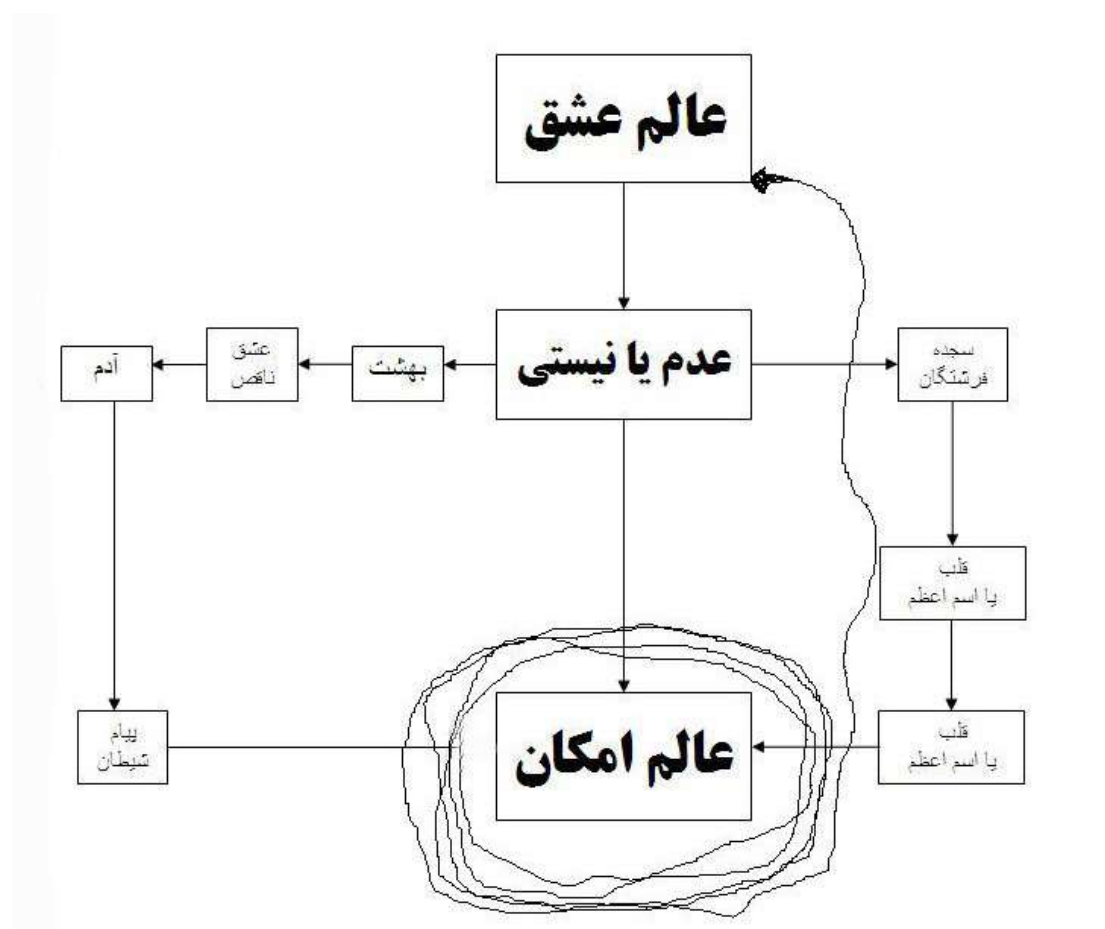 عالم عشق
عدم یا نیستی
سجده
فرشتگان
بهشت
عشق
ناقص
آدم
قلب
یا اسم اعظم
قلب
یا اسم اعظم
عالم امکان
پیام
شیطان